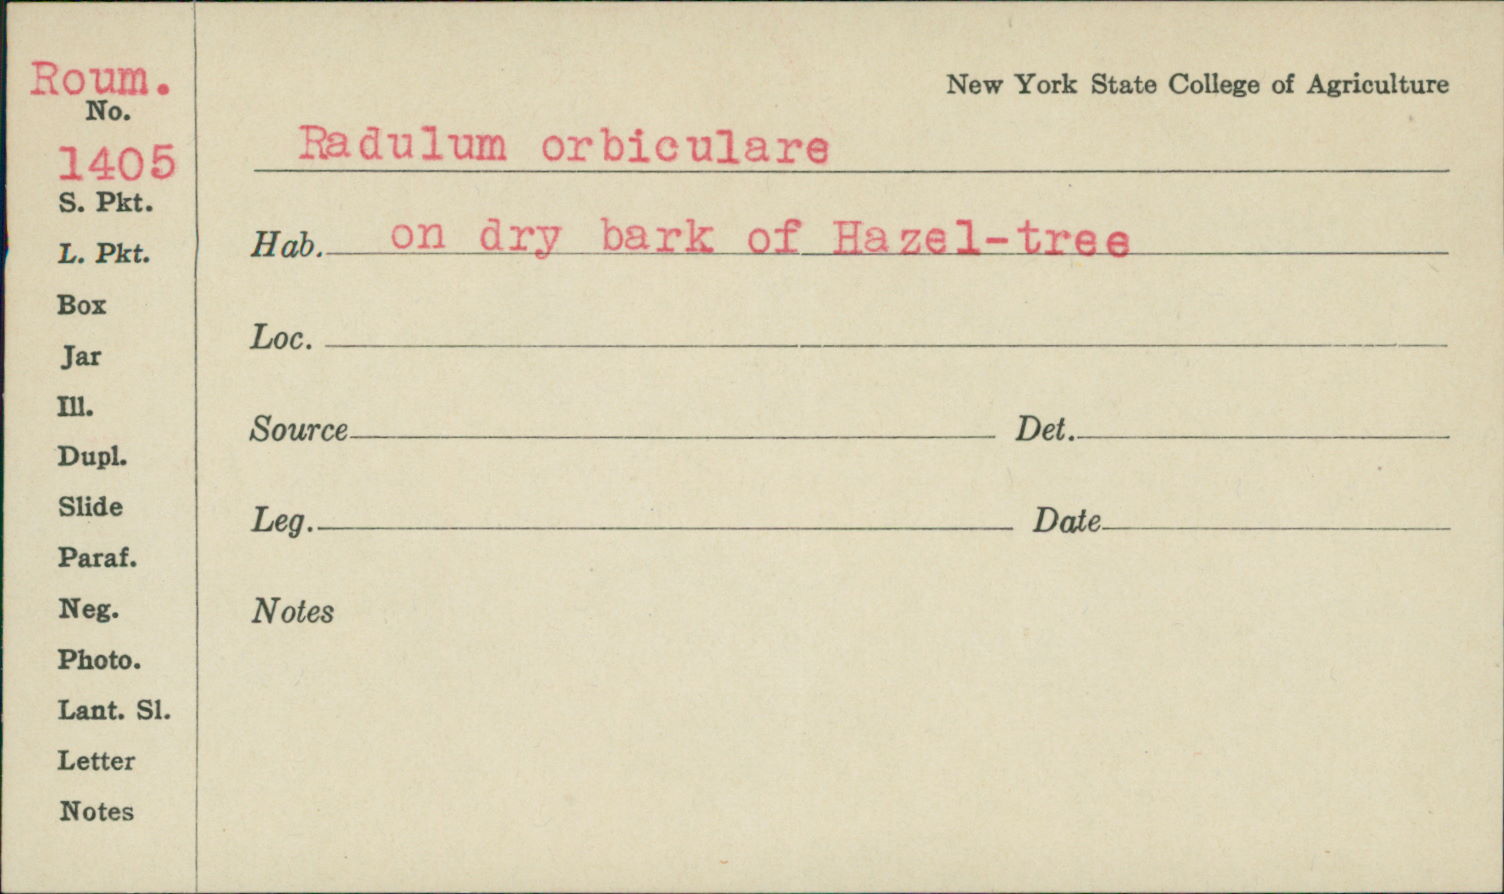 Roum.
No.
1405
S. Pkt.
L. Pkt.
Box
Jar
Ill.
Dupl.
Slide
Paraf.
Neg.
Photo.
Lant. Sl.
Letter
Notes
New York State College of Agriculture
Radulum orbiculare
Hab. on dry bark of Hazel-tree
Loc.
Source Det.
Leg. Date
Notes